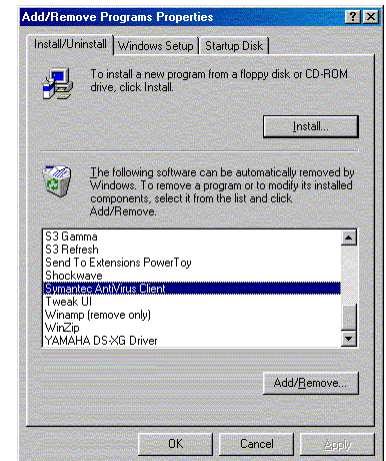 Add/Remove Programs Properties
Install/Uninstall Windows Setup Startup Disk
To install a new program from a floppy disk or CD-ROM
drive, click Install.
Install...
The following software can be automatically removed by
Windows. To remove a program or to modify its installed
components, select it from the list and click
Add/Remove.
S3 Gamma
S3 Refresh
Send To Extensions PowerToy
Shockwave
Symantec AntiVirus Client
Tweak UI
Winamp (remove only)
WinZip
YAMAHA DS-XG Driver
Add/Remove...
OK Cancel Apply